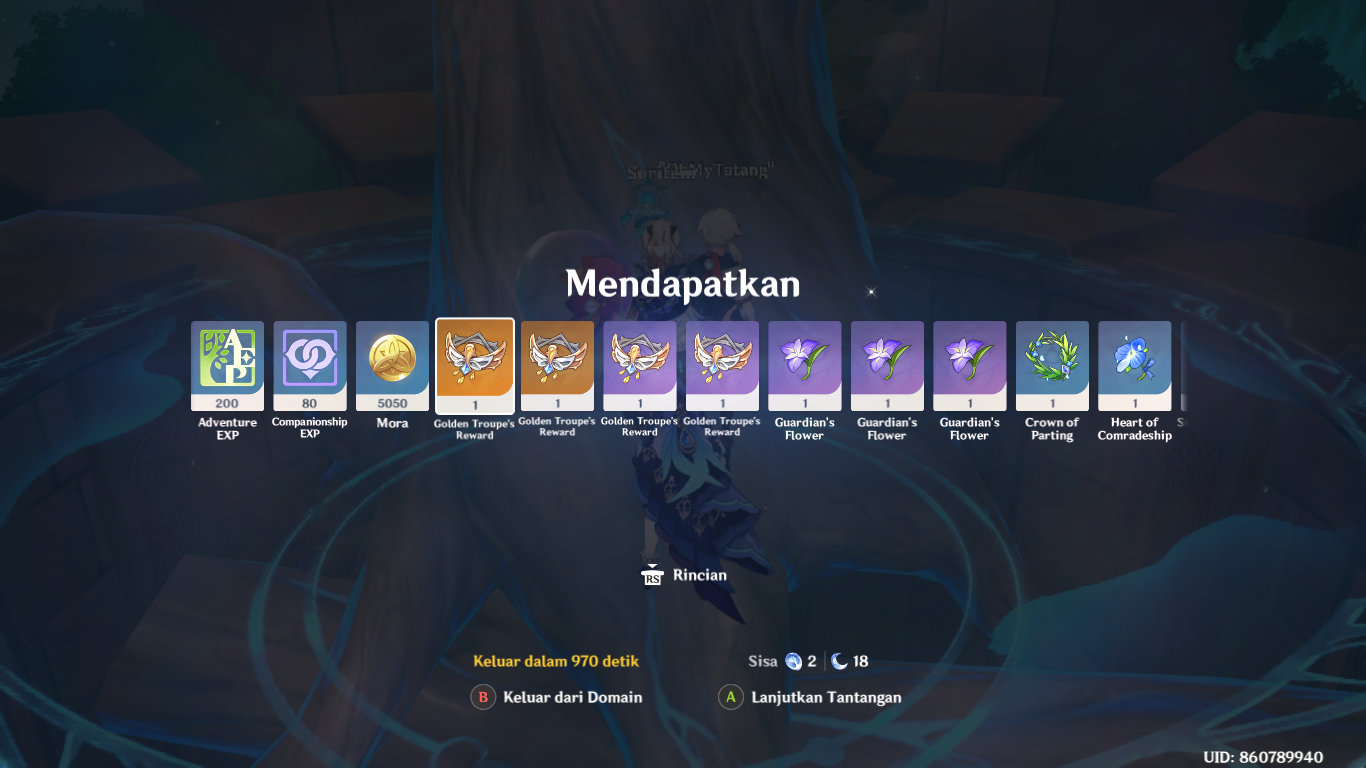 MyTatang"
Mendapatkan
200
80
5050
1
1
1
1
1
1
1
1
1
Adventure
EXP
Companionship
EXP
Mora
Golden Troupe's
Reward
Golden Troupe's
Reward
Golden Troupe's
Reward
Golden Troupe's
Reward
Guardian's
Flower
Guardian's
Flower
Guardian's
Flower
Crown of
Parting
Heart of
Comradeship
RS Rincian
Keluar dalam 970 detik
Sisa 2 18
B Keluar dari Domain
A Lanjutkan Tantangan
UID: 860789940